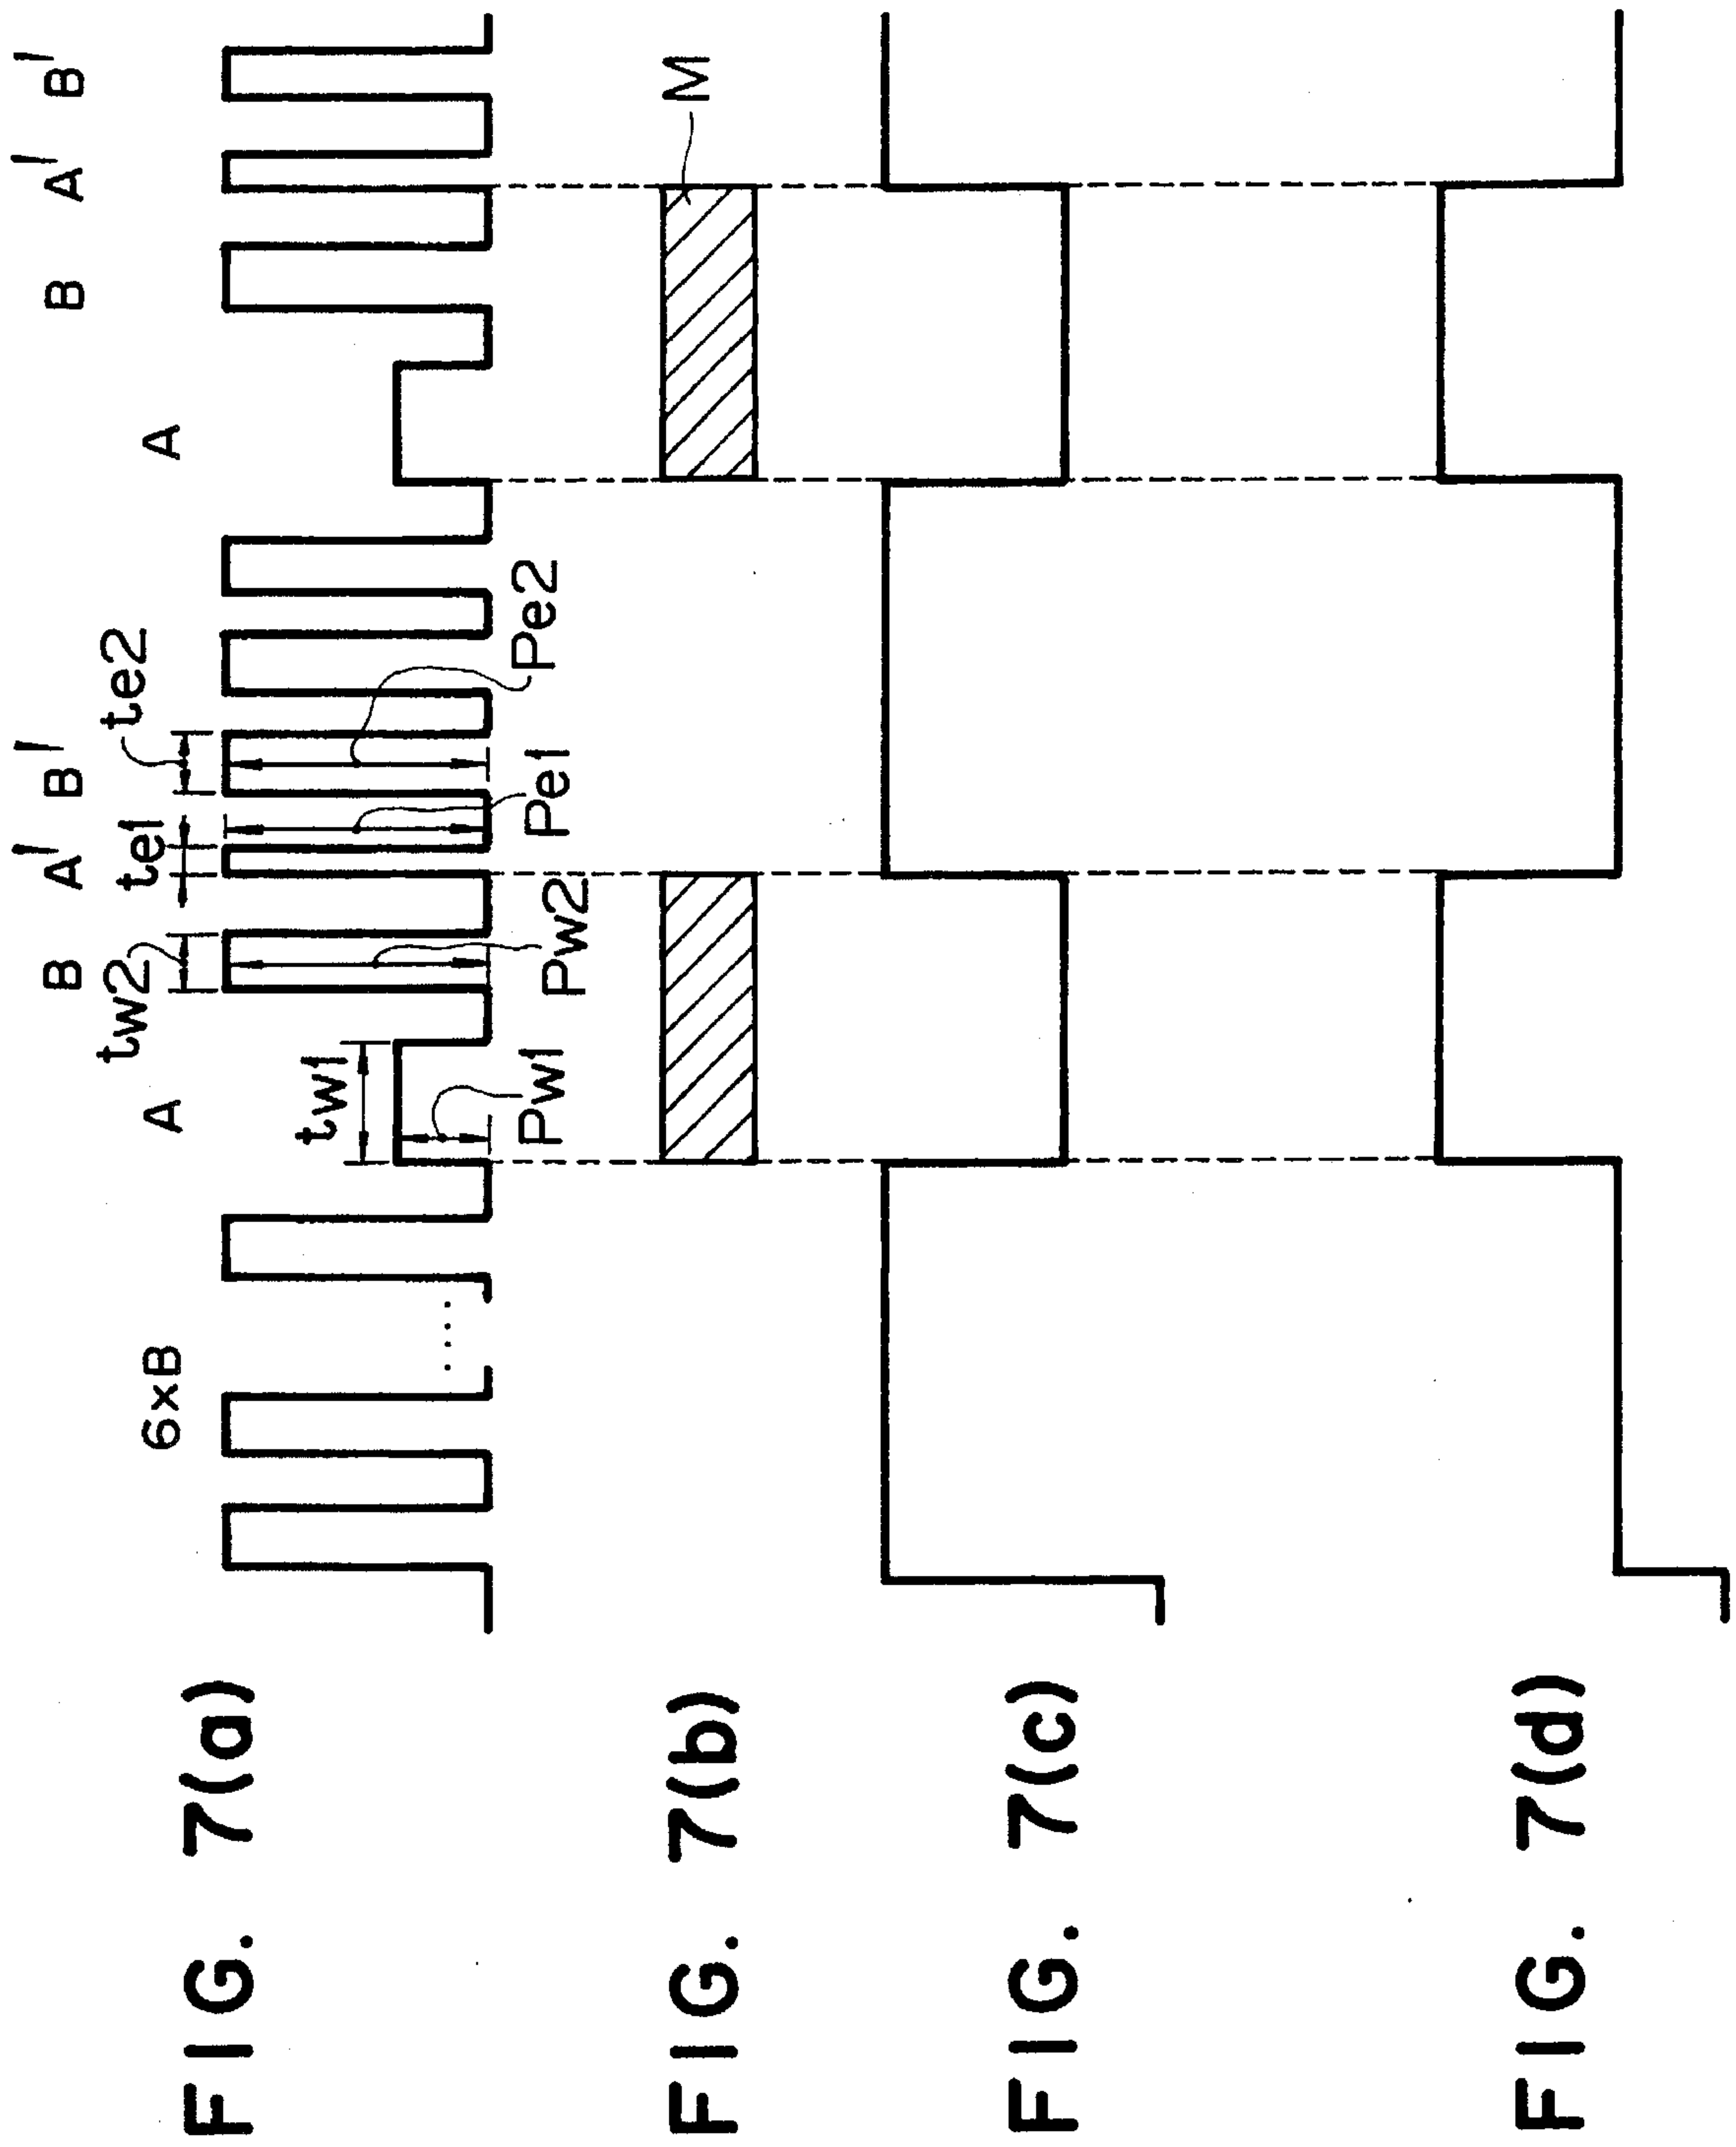 6×B A B A' B' A B A' B'
tw2 te1 te2
tw1
Pw1 Pw2 Pe1 Pe2
FIG. 7(a)
M
FIG. 7(b)
FIG. 7(c)
FIG. 7(d)